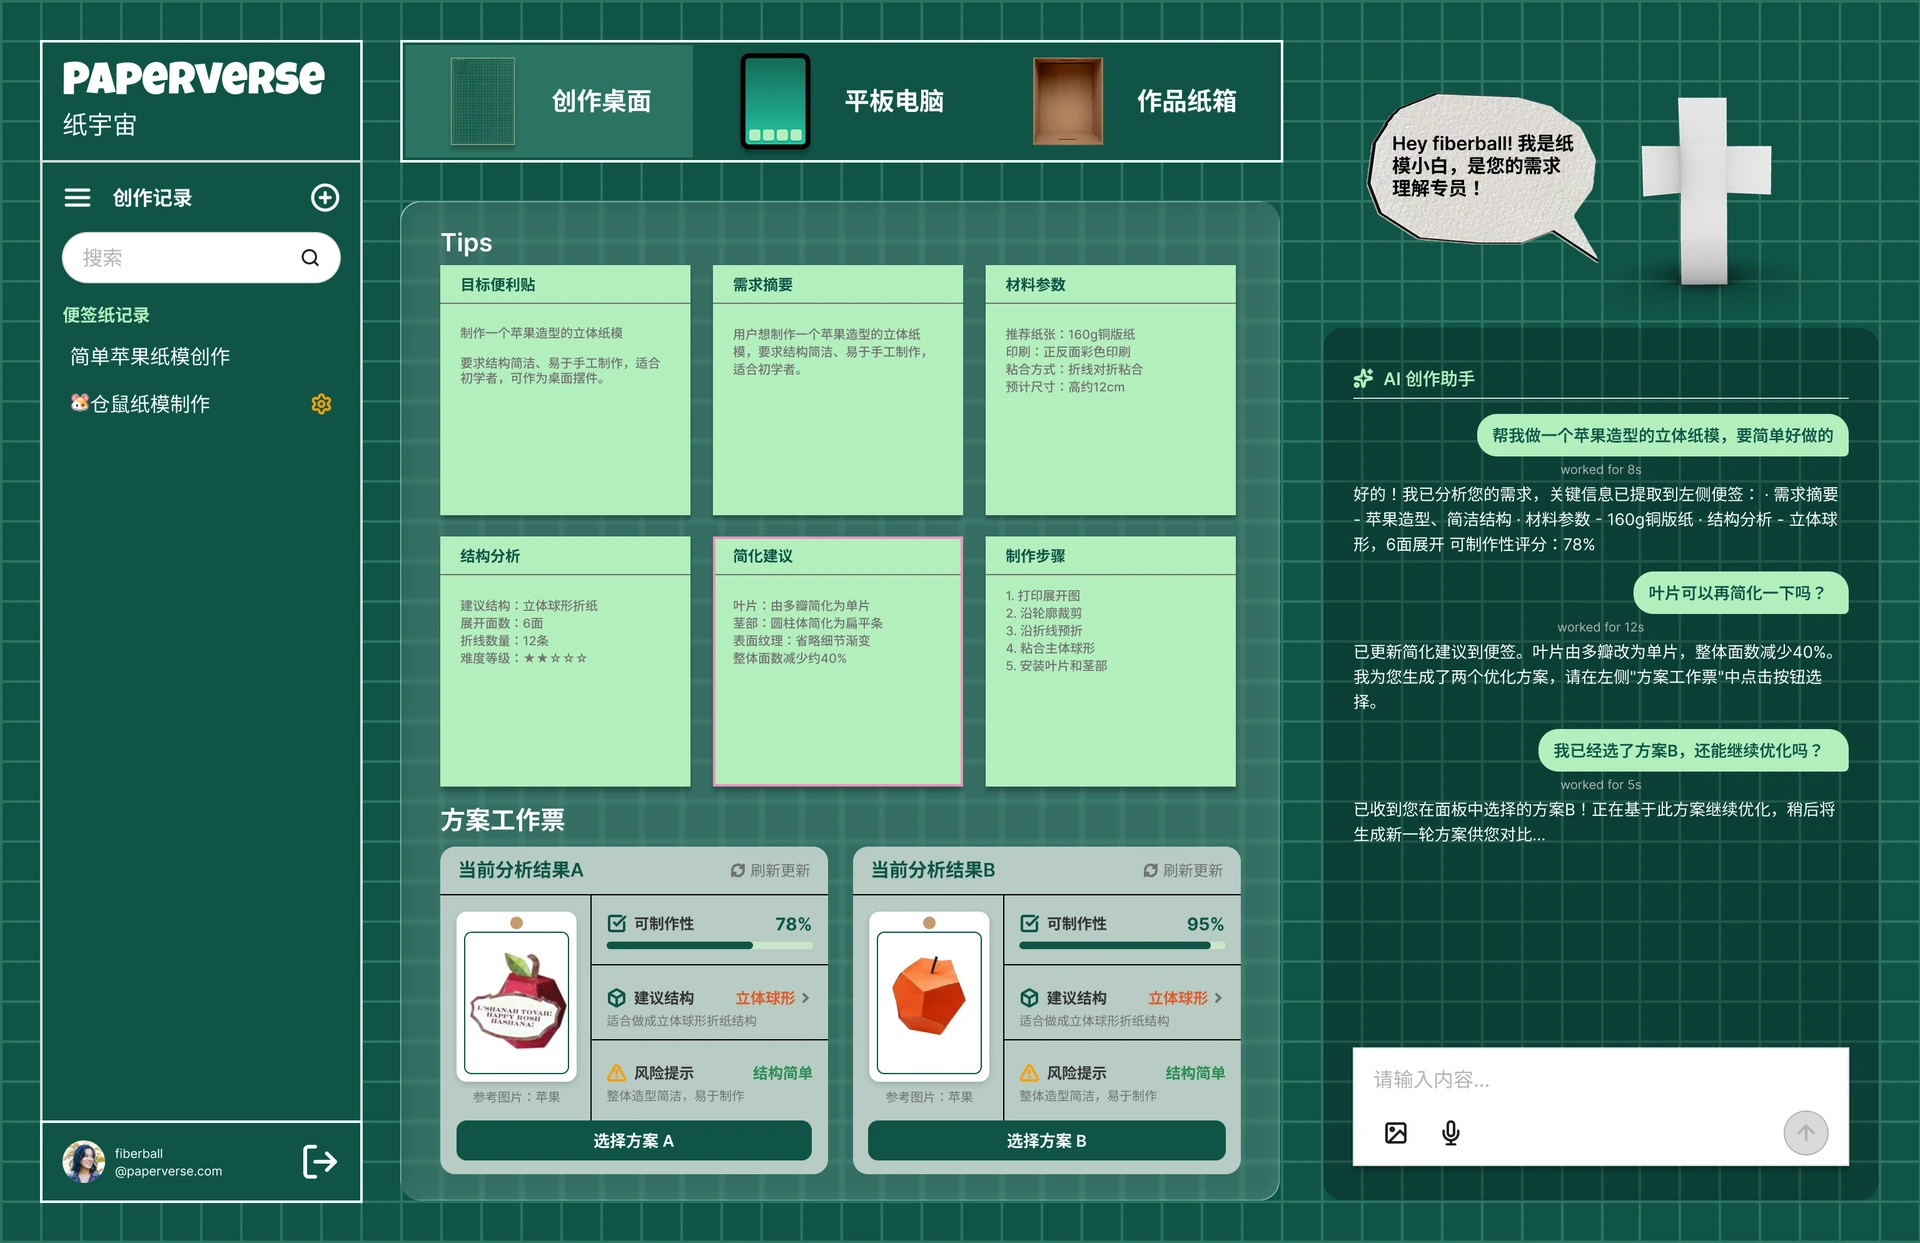 PAPERVERSE
纸宇宙
创作记录
搜索
便签纸记录
简单苹果纸模创作
🐹仓鼠纸模制作
fiberball
@paperverse.com
创作桌面
平板电脑
作品纸箱
Tips
目标便利贴
制作一个苹果造型的立体纸模
要求结构简洁、易于手工制作，适合
初学者，可作为桌面摆件。
需求摘要
用户想制作一个苹果造型的立体纸
模，要求结构简洁、易于手工制作，
适合初学者。
材料参数
推荐纸张：160g铜版纸
印刷：正反面彩色印刷
粘合方式：折线对折粘合
预计尺寸：高约12cm
结构分析
建议结构：立体球形折纸
展开面数：6面
折线数量：12条
难度等级：★★☆☆☆
简化建议
叶片：由多瓣简化为单片
茎部：圆柱体简化为扁平条
表面纹理：省略细节渐变
整体面数减少约40%
制作步骤
1. 打印展开图
2. 沿轮廓裁剪
3. 沿折线预折
4. 粘合主体球形
5. 安装叶片和茎部
方案工作票
当前分析结果A
刷新更新
L'SHANAH TOVAH!
HAPPY ROSH
HASHANA!
参考图片：苹果
可制作性
78%
建议结构
立体球形
适合做成立体球形折纸结构
风险提示
结构简单
整体造型简洁，易于制作
选择方案 A
当前分析结果B
刷新更新
参考图片：苹果
可制作性
95%
建议结构
立体球形
适合做成立体球形折纸结构
风险提示
结构简单
整体造型简洁，易于制作
选择方案 B
Hey fiberball! 我是纸
模小白，是您的需求
理解专员！
AI 创作助手
帮我做一个苹果造型的立体纸模，要简单好做的
worked for 8s
好的！我已分析您的需求，关键信息已提取到左侧便签： · 需求摘要
- 苹果造型、简洁结构 · 材料参数 - 160g铜版纸 · 结构分析 - 立体球
形，6面展开 可制作性评分：78%
叶片可以再简化一下吗？
worked for 12s
已更新简化建议到便签。叶片由多瓣改为单片，整体面数减少40%。
我为您生成了两个优化方案，请在左侧"方案工作票"中点击按钮选
择。
我已经选了方案B，还能继续优化吗？
worked for 5s
已收到您在面板中选择的方案B！正在基于此方案继续优化，稍后将
生成新一轮方案供您对比...
请输入内容...